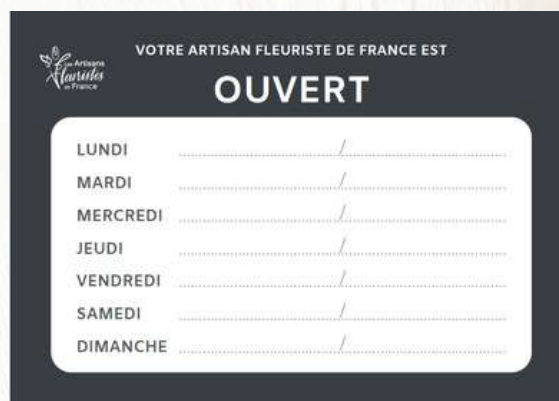 Les Artisans
fleuristes
de France
VOTRE ARTISAN FLEURISTE DE FRANCE EST
OUVERT
LUNDI /
MARDI /
MERCREDI /
JEUDI /
VENDREDI /
SAMEDI /
DIMANCHE /